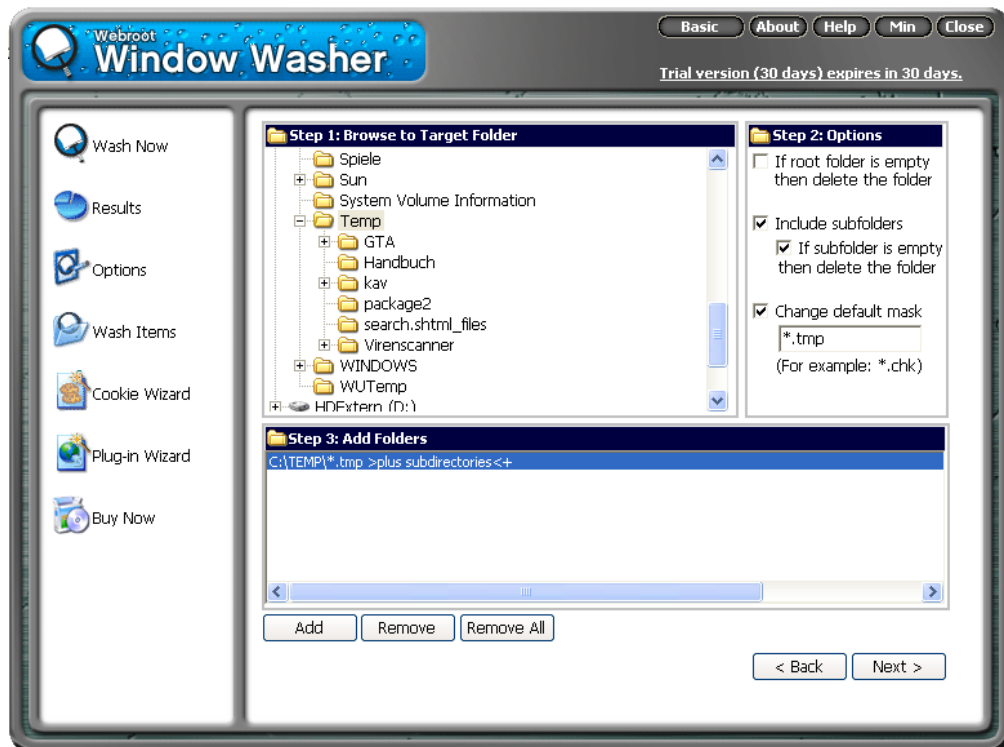 Webroot
Window Washer
Basic About Help Min Close
Trial version (30 days) expires in 30 days.
Wash Now
Results
Options
Wash Items
Cookie Wizard
Plug-in Wizard
Buy Now
Step 1: Browse to Target Folder
Spiele
Sun
System Volume Information
Temp
GTA
Handbuch
kav
package2
search.shtml_files
Virenscanner
WINDOWS
WUTemp
HDExtern (D:)
Step 2: Options
If root folder is empty
then delete the folder
Include subfolders
If subfolder is empty
then delete the folder
Change default mask
*.tmp
(For example: *.chk)
Step 3: Add Folders
C:\TEMP\*.tmp >plus subdirectories<+
Add Remove Remove All
< Back Next >